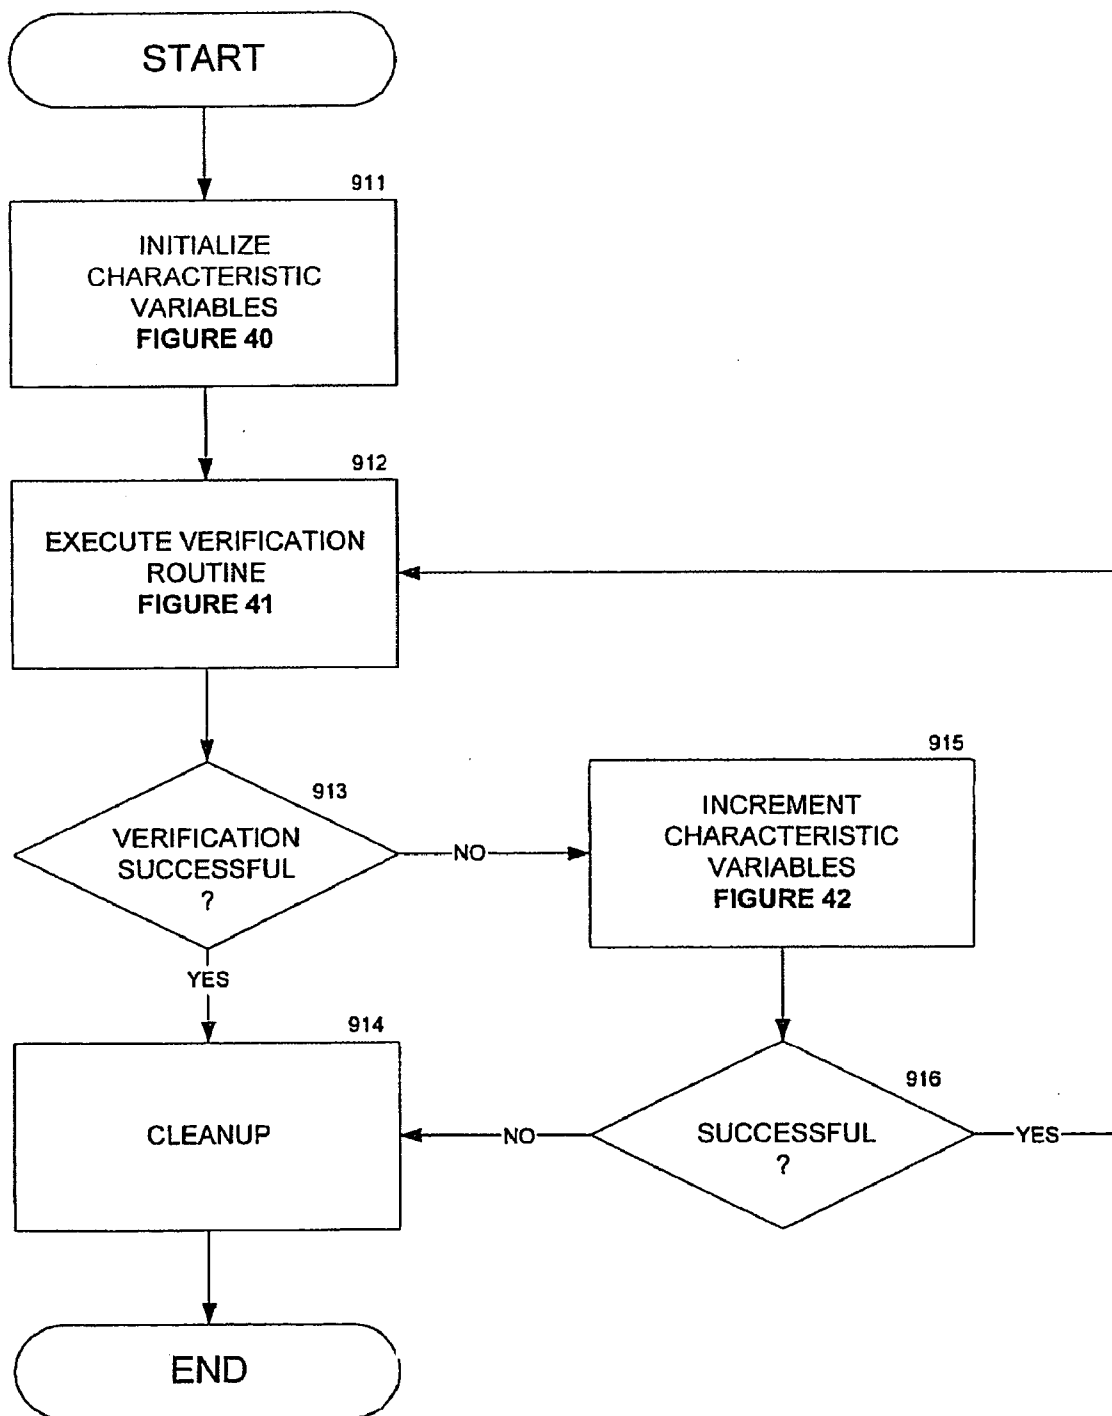 START
911
INITIALIZE
CHARACTERISTIC
VARIABLES
FIGURE 40
912
EXECUTE VERIFICATION
ROUTINE
FIGURE 41
913
VERIFICATION
SUCCESSFUL
?
NO
915
INCREMENT
CHARACTERISTIC
VARIABLES
FIGURE 42
YES
914
CLEANUP
NO
916
SUCCESSFUL
?
YES
END